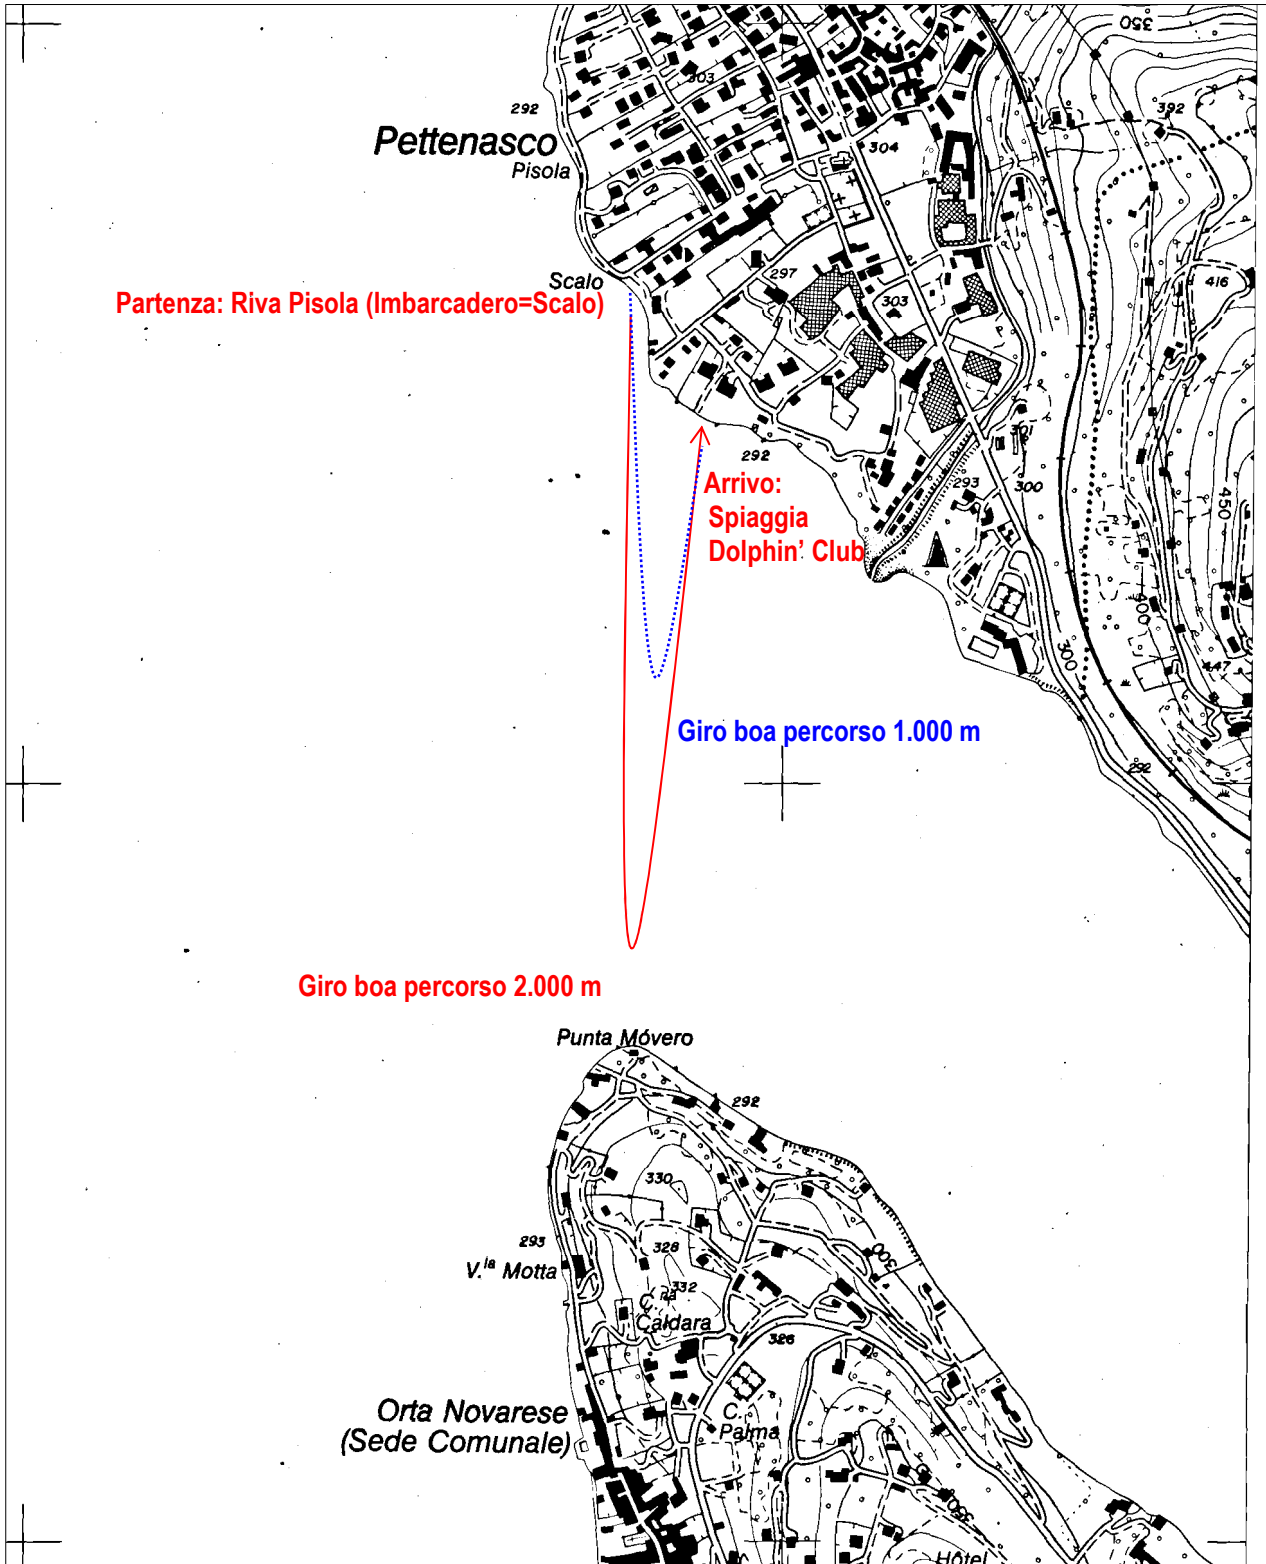 350
303
392
292
Pettenasco
Pisola
304
Scalo
297
416
Partenza: Riva Pisola (Imbarcadero=Scalo)
303
301
292
Arrivo:
Spiaggia
Dolphin' Club
293
300
450
400
300
447
Giro boa percorso 1.000 m
292
Giro boa percorso 2.000 m
Punta Móvero
292
330
293
328
300
V.la Motta
332
C.na
Caldara
326
Orta Novarese
(Sede Comunale)
C.
Palma
350
Hôtel